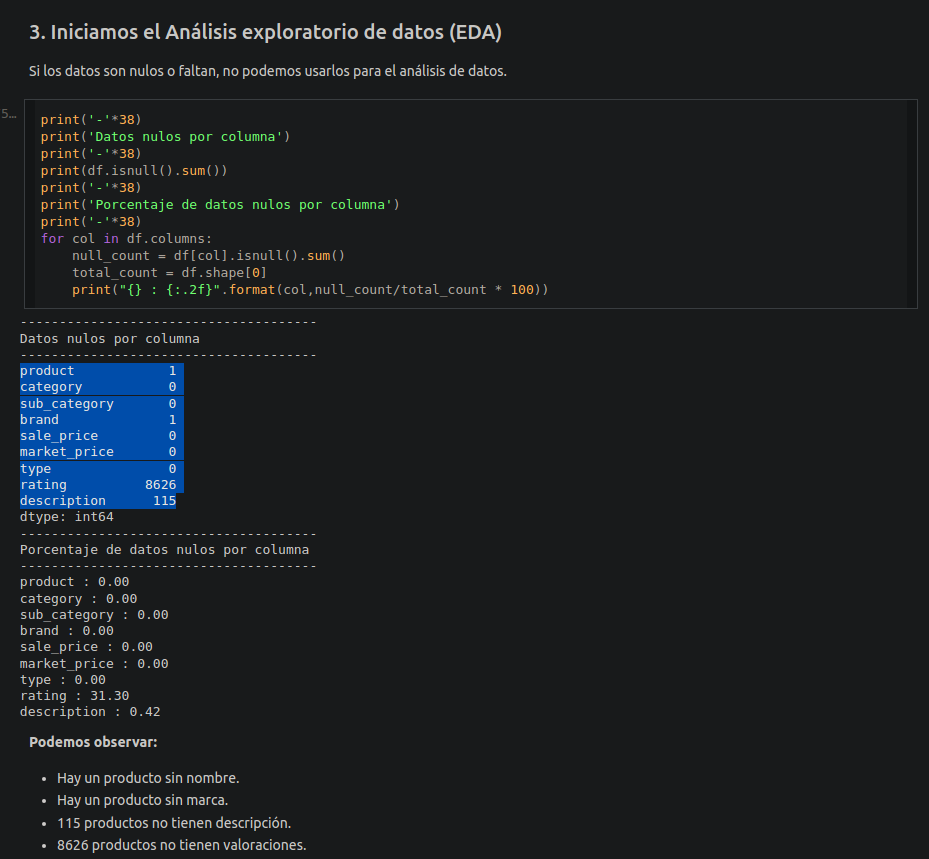 3. Iniciamos el Análisis exploratorio de datos (EDA)
Si los datos son nulos o faltan, no podemos usarlos para el análisis de datos.
5…
print('-'*38)
print('Datos nulos por columna')
print('-'*38)
print(df.isnull().sum())
print('-'*38)
print('Porcentaje de datos nulos por columna')
print('-'*38)
for col in df.columns:
    null_count = df[col].isnull().sum()
    total_count = df.shape[0]
    print("{} : {:.2f}".format(col,null_count/total_count * 100))
--------------------------------------
Datos nulos por columna
--------------------------------------
product            1
category           0
sub_category       0
brand              1
sale_price         0
market_price       0
type               0
rating          8626
description      115
dtype: int64
--------------------------------------
Porcentaje de datos nulos por columna
--------------------------------------
product : 0.00
category : 0.00
sub_category : 0.00
brand : 0.00
sale_price : 0.00
market_price : 0.00
type : 0.00
rating : 31.30
description : 0.42
Podemos observar:
• Hay un producto sin nombre.
• Hay un producto sin marca.
• 115 productos no tienen descripción.
• 8626 productos no tienen valoraciones.